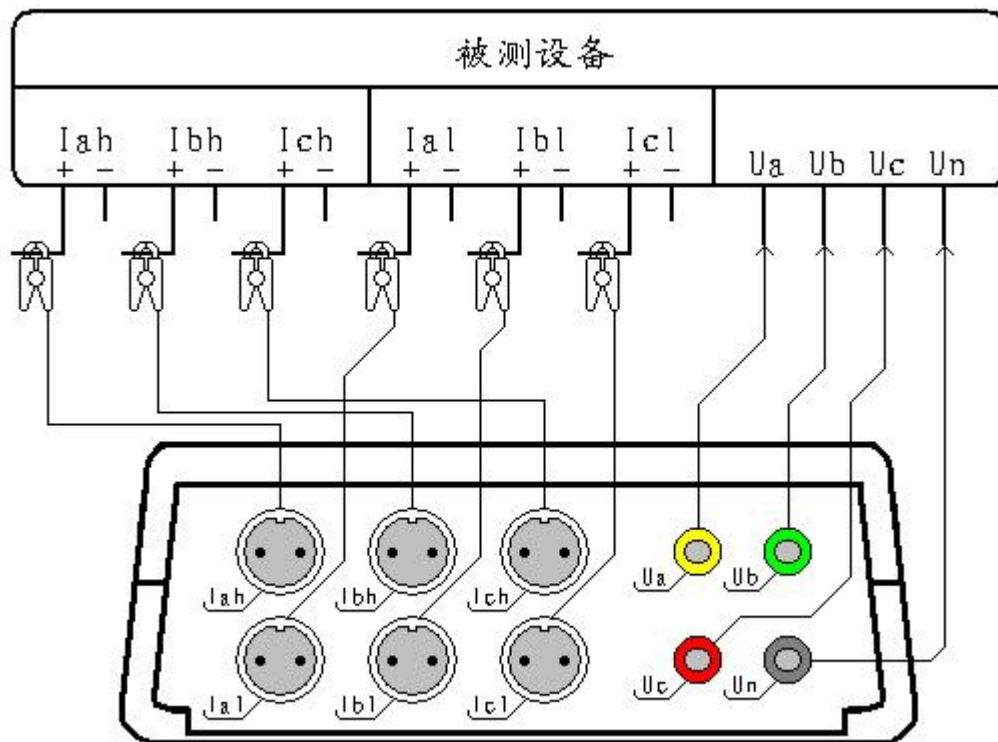 被测设备
Iah Ibh Ich Ial Ibl Icl
+ − + − + − + − + − + −
Ua Ub Uc Un
Iah Ibh Ich Ua Ub
Ial Ibl Icl Uc Un